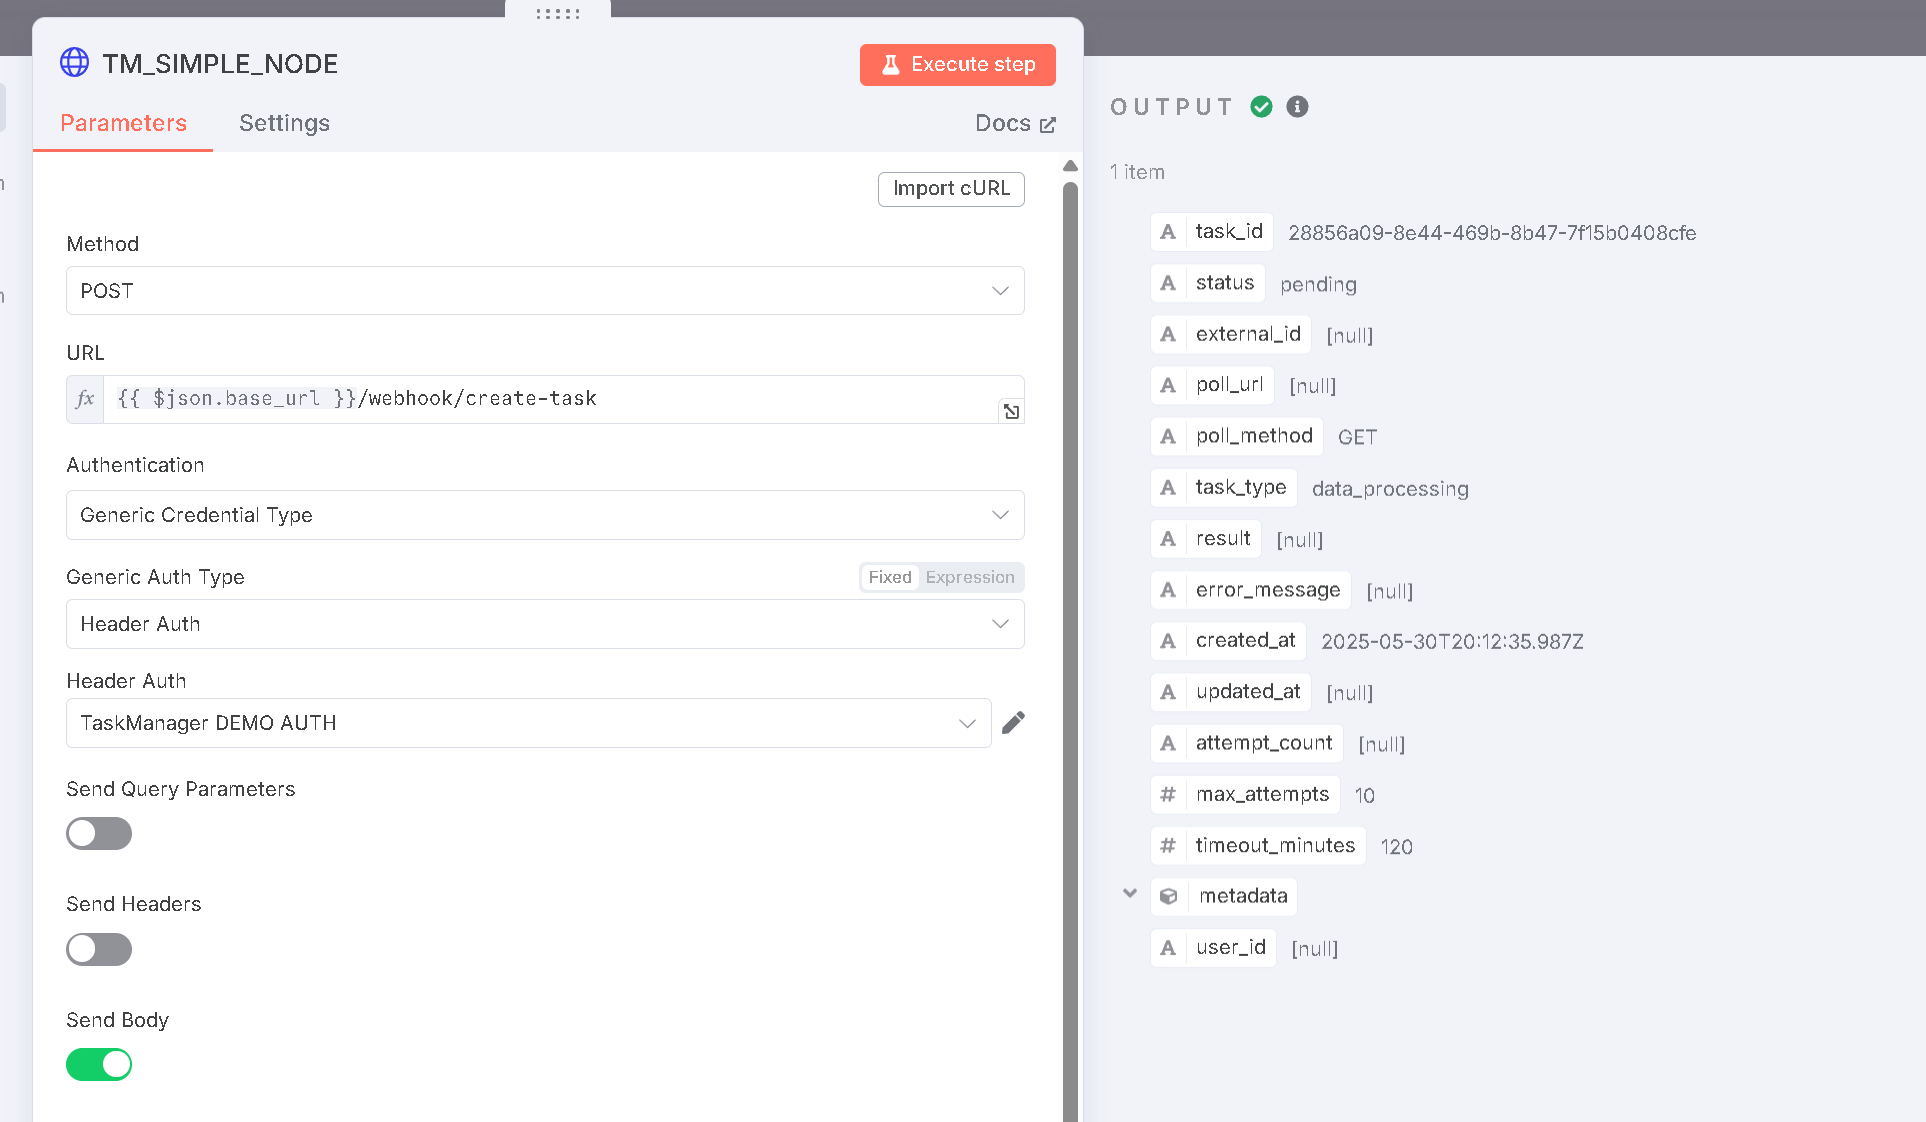 TM_SIMPLE_NODE
Execute step
Parameters
Settings
Docs
Import cURL
Method
POST
URL
fx {{ $json.base_url }}/webhook/create-task
Authentication
Generic Credential Type
Generic Auth Type
Fixed Expression
Header Auth
Header Auth
TaskManager DEMO AUTH
Send Query Parameters
Send Headers
Send Body
OUTPUT
1 item
A task_id 28856a09-8e44-469b-8b47-7f15b0408cfe
A status pending
A external_id [null]
A poll_url [null]
A poll_method GET
A task_type data_processing
A result [null]
A error_message [null]
A created_at 2025-05-30T20:12:35.987Z
A updated_at [null]
A attempt_count [null]
# max_attempts 10
# timeout_minutes 120
metadata
A user_id [null]